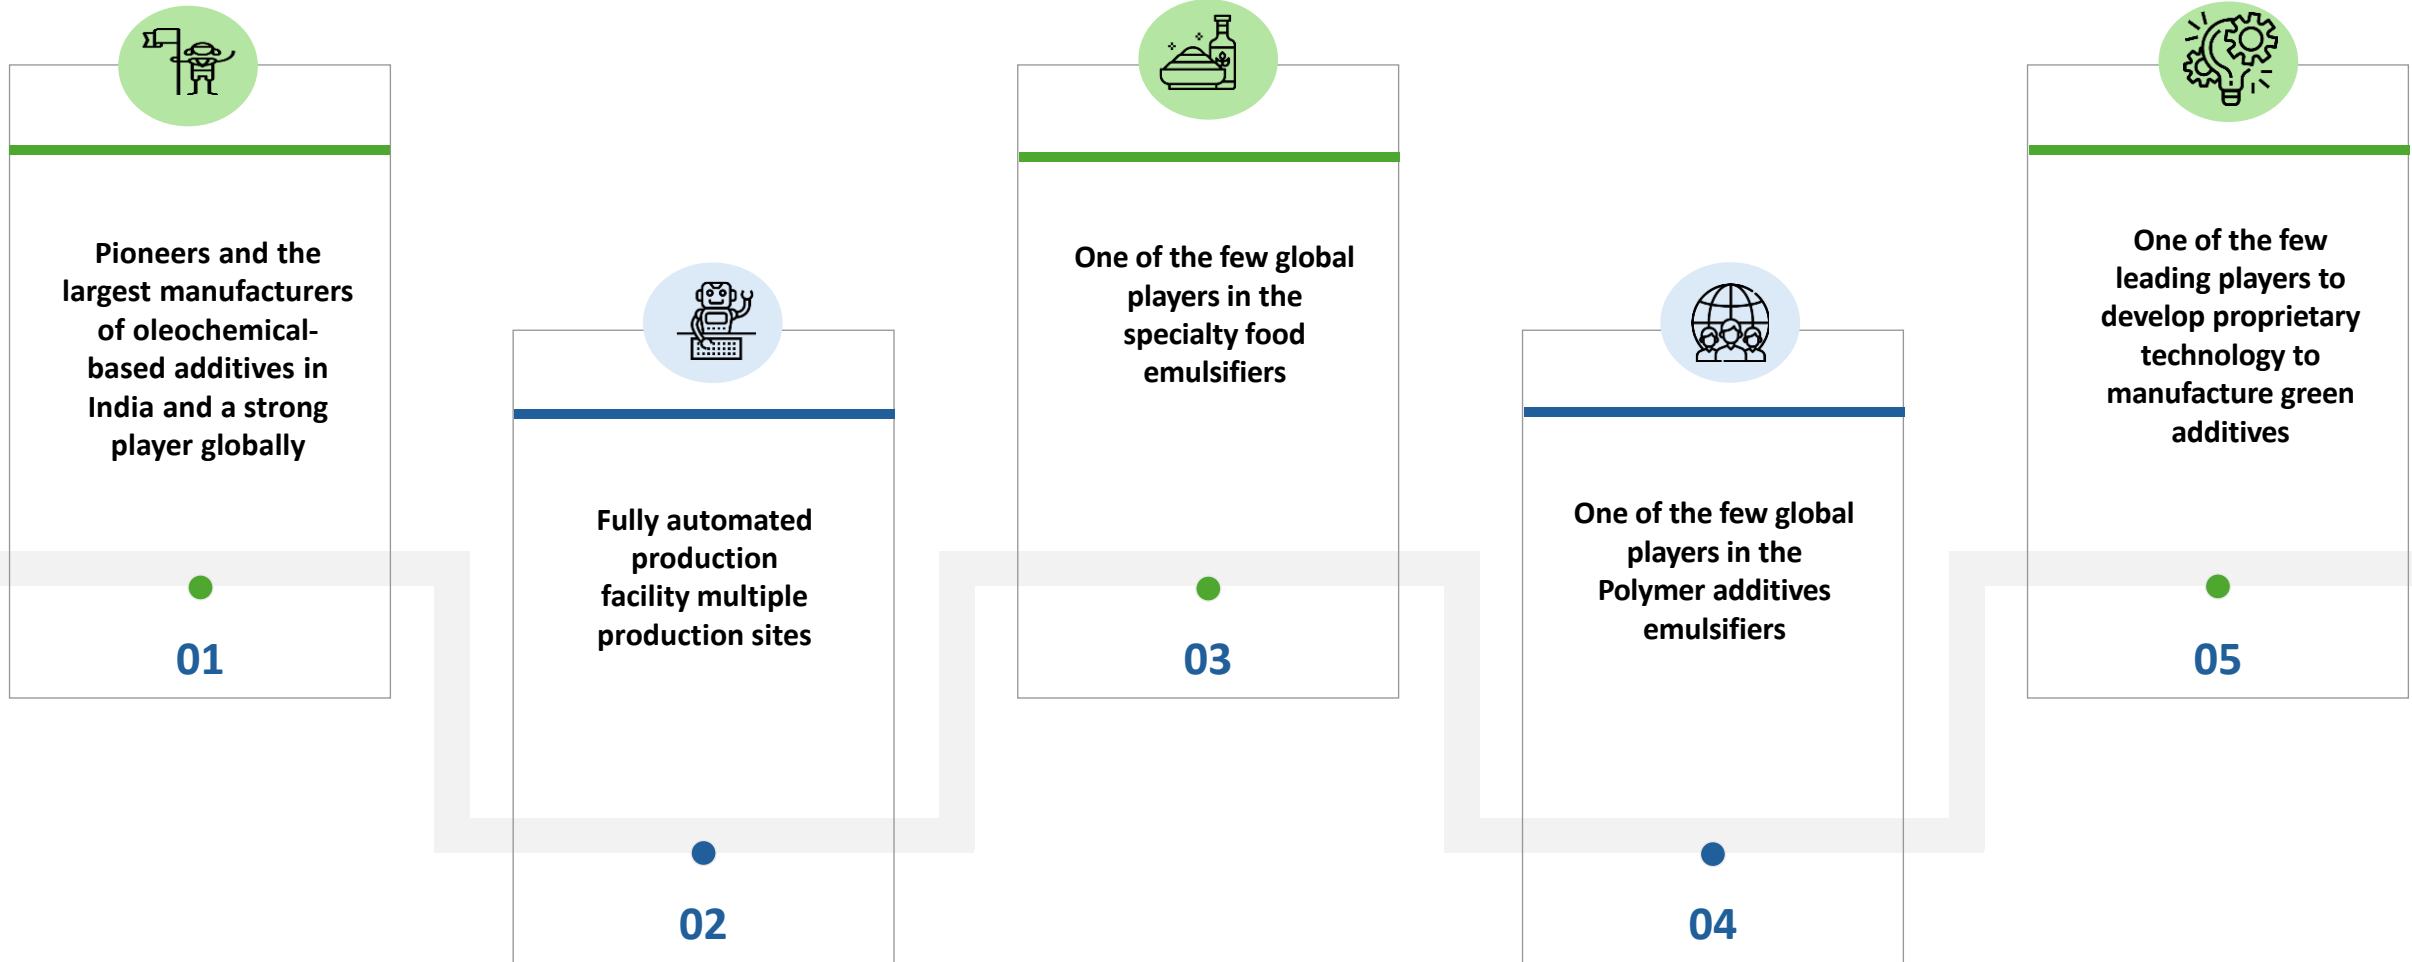 Pioneers and the
largest manufacturers
of oleochemical-
based additives in
India and a strong
player globally
01
Fully automated
production
facility multiple
production sites
02
One of the few global
players in the
specialty food
emulsifiers
03
One of the few global
players in the
Polymer additives
emulsifiers
04
One of the few
leading players to
develop proprietary
technology to
manufacture green
additives
05